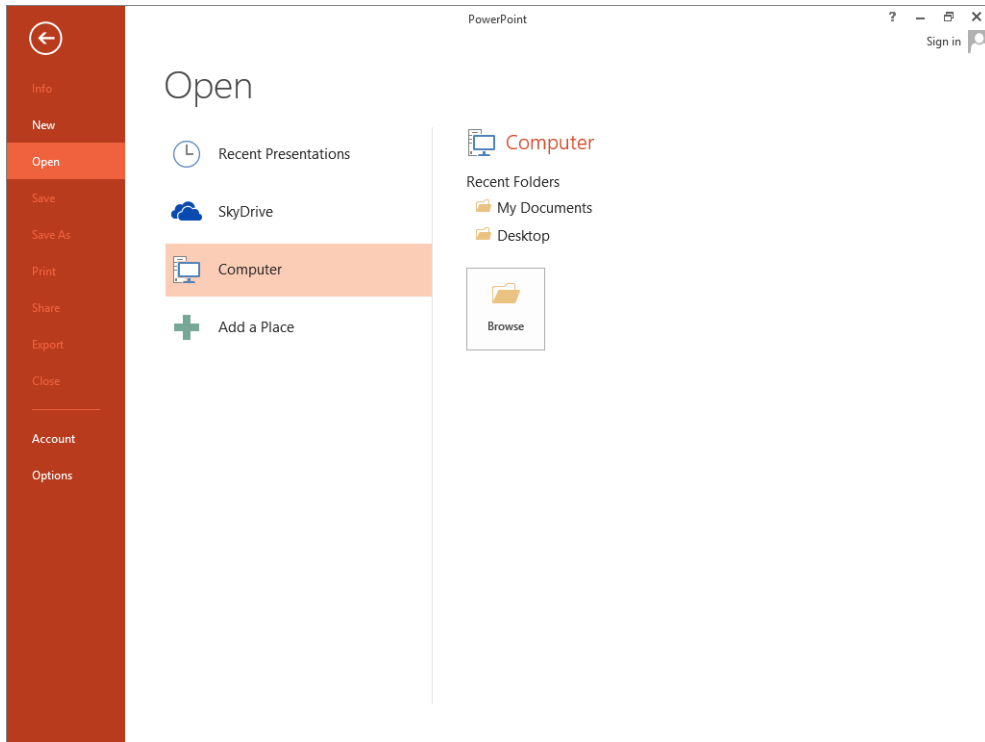 PowerPoint
?
Sign in
Info
New
Open
Save
Save As
Print
Share
Export
Close
Account
Options
Open
Recent Presentations
SkyDrive
Computer
Add a Place
Computer
Recent Folders
My Documents
Desktop
Browse